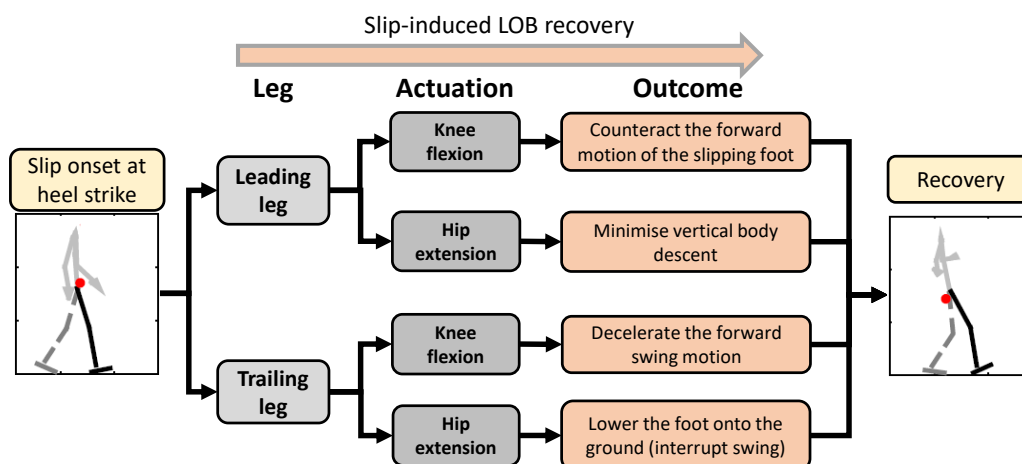 Slip-induced LOB recovery
Leg
Actuation
Outcome
Slip onset at
heel strike
Leading
leg
Trailing
leg
Knee
flexion
Counteract the forward
motion of the slipping foot
Hip
extension
Minimise vertical body
descent
Knee
flexion
Decelerate the forward
swing motion
Hip
extension
Lower the foot onto the
ground (interrupt swing)
Recovery